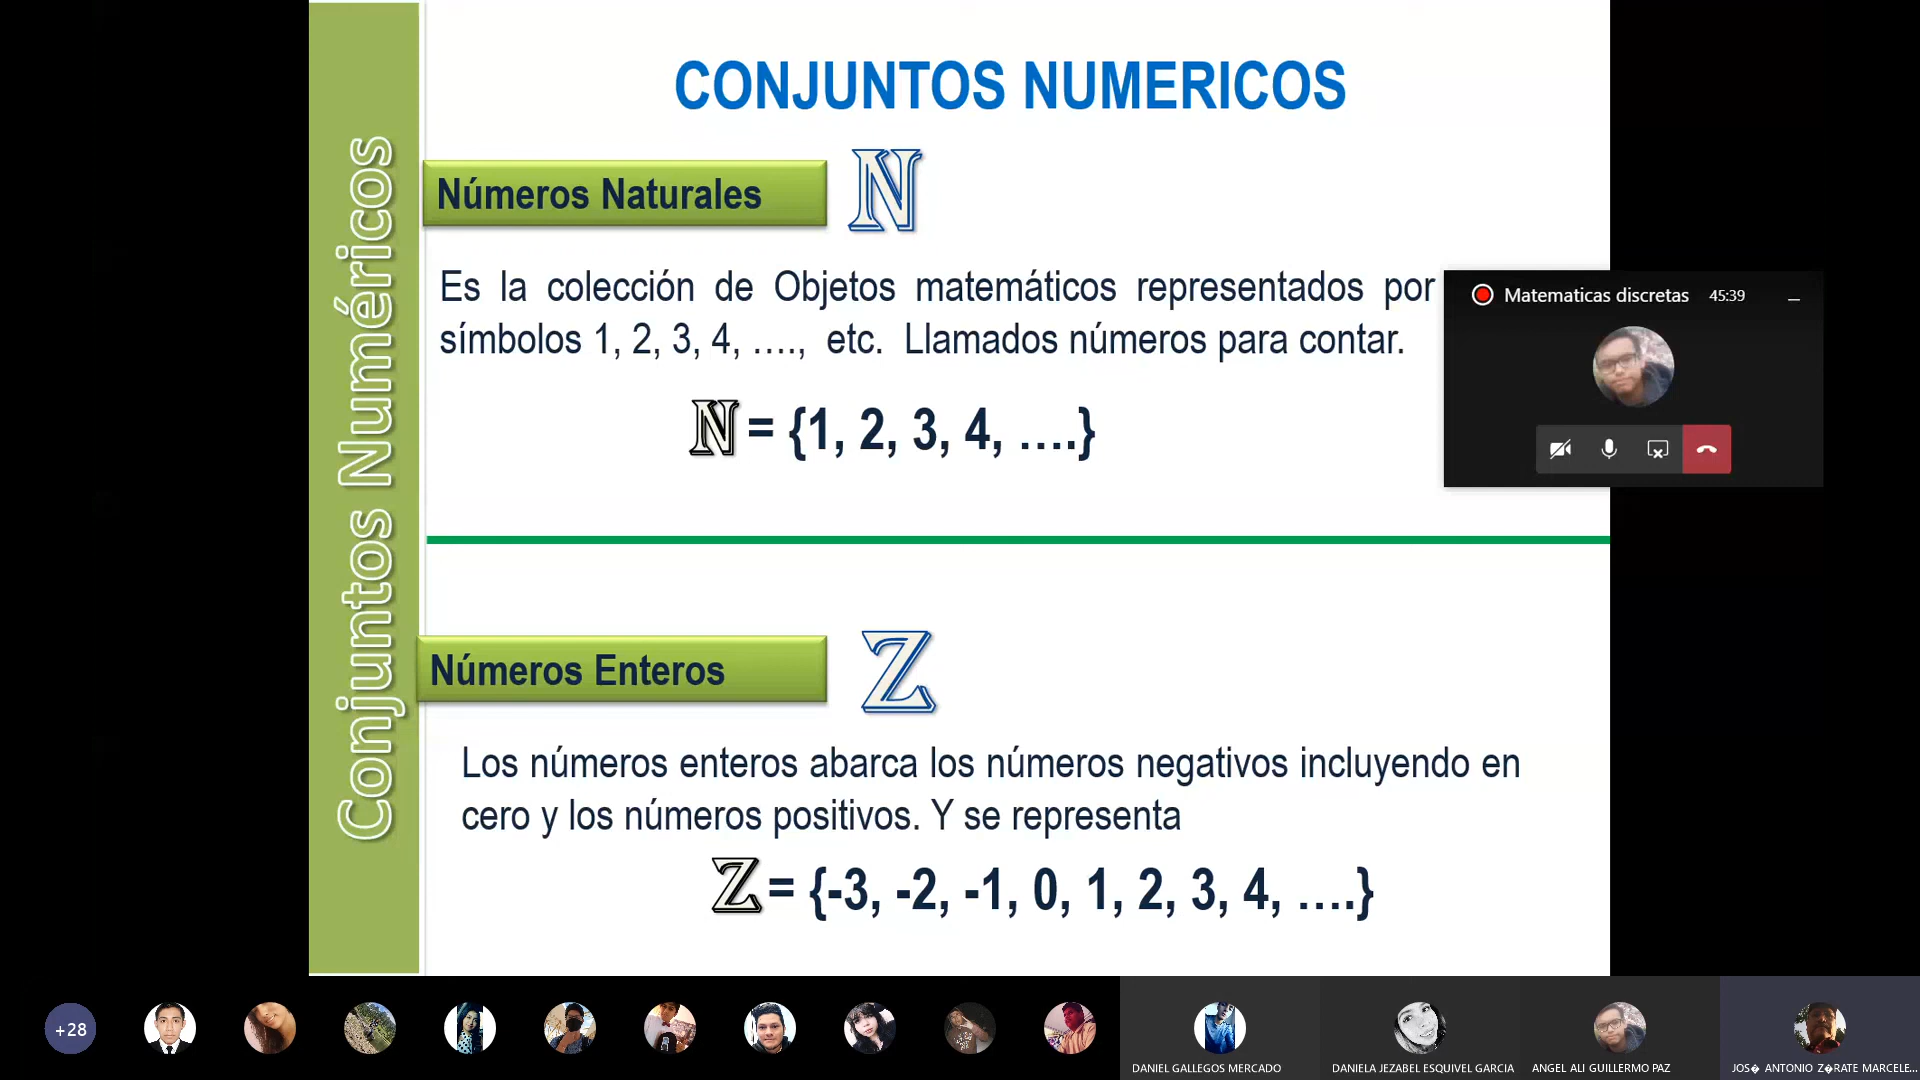 CONJUNTOS NUMERICOS
Conjuntos Numéricos
Números Naturales ℕ
Es la colección de Objetos matemáticos representados por
símbolos 1, 2, 3, 4, …., etc. Llamados números para contar.
ℕ = {1, 2, 3, 4, ….}
Matematicas discretas 45:39
Números Enteros ℤ
Los números enteros abarca los números negativos incluyendo en
cero y los números positivos. Y se representa
ℤ = {-3, -2, -1, 0, 1, 2, 3, 4, ….}
+28
DANIEL GALLEGOS MERCADO
DANIELA JEZABEL ESQUIVEL GARCIA
ANGEL ALI GUILLERMO PAZ
JOS� ANTONIO Z�RATE MARCELE...